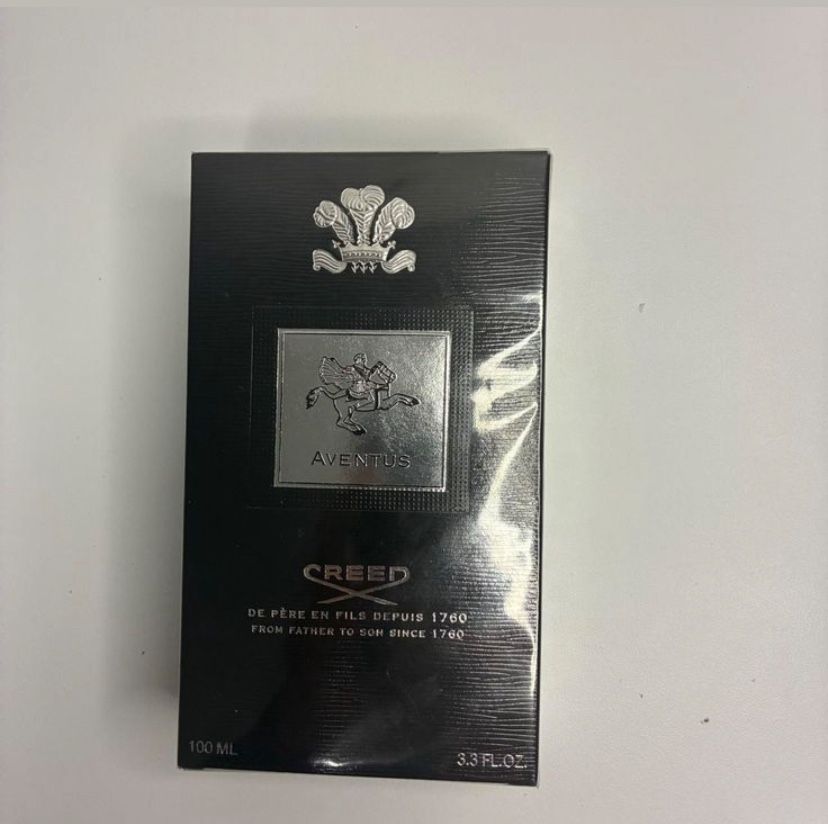 AVENTUS
CREED
DE PÈRE EN FILS DEPUIS 1760
FROM FATHER TO SON SINCE 1760
100 ML
3.3 FL.OZ.